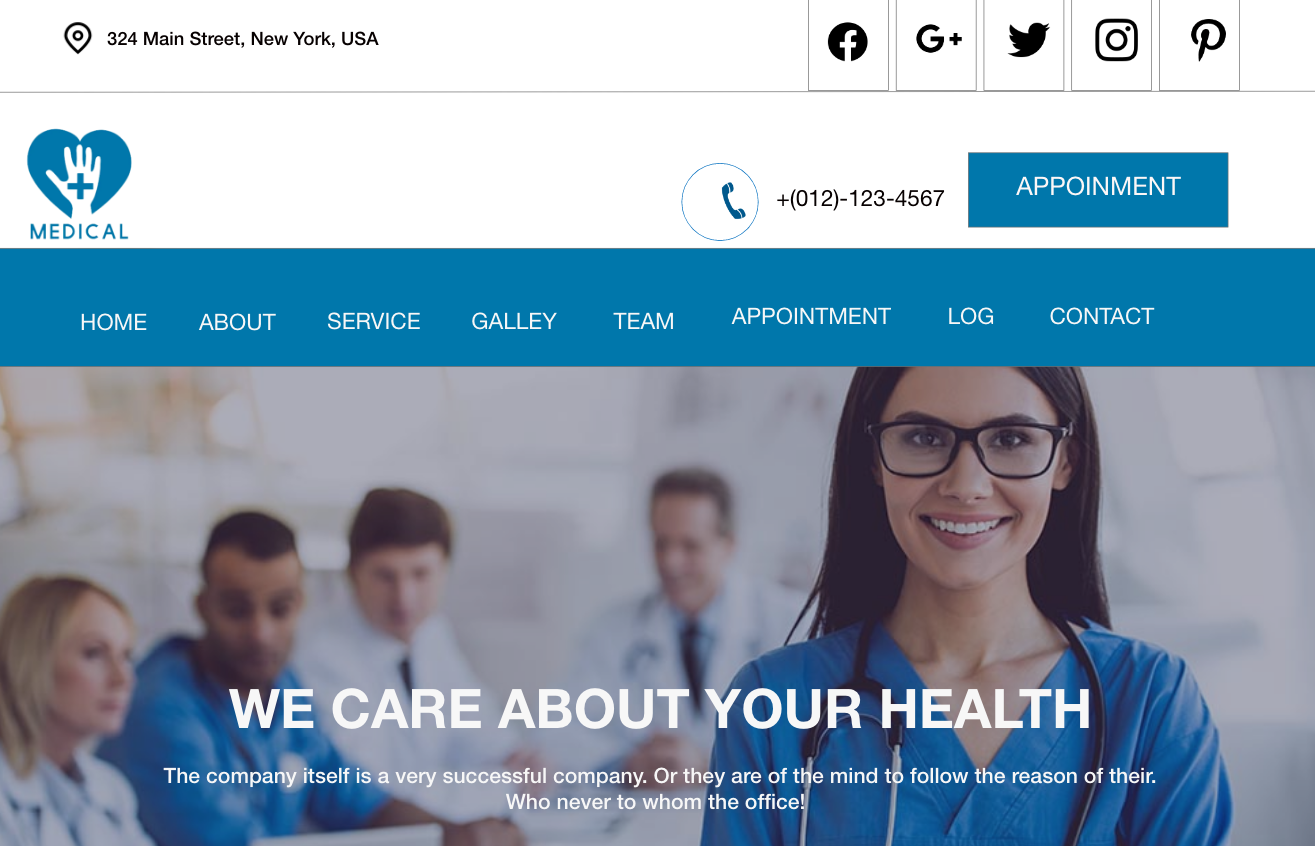 324 Main Street, New York, USA
MEDICAL
+(012)-123-4567
APPOINMENT
HOME ABOUT SERVICE GALLEY TEAM APPOINTMENT LOG CONTACT
WE CARE ABOUT YOUR HEALTH
The company itself is a very successful company. Or they are of the mind to follow the reason of their.
Who never to whom the office!